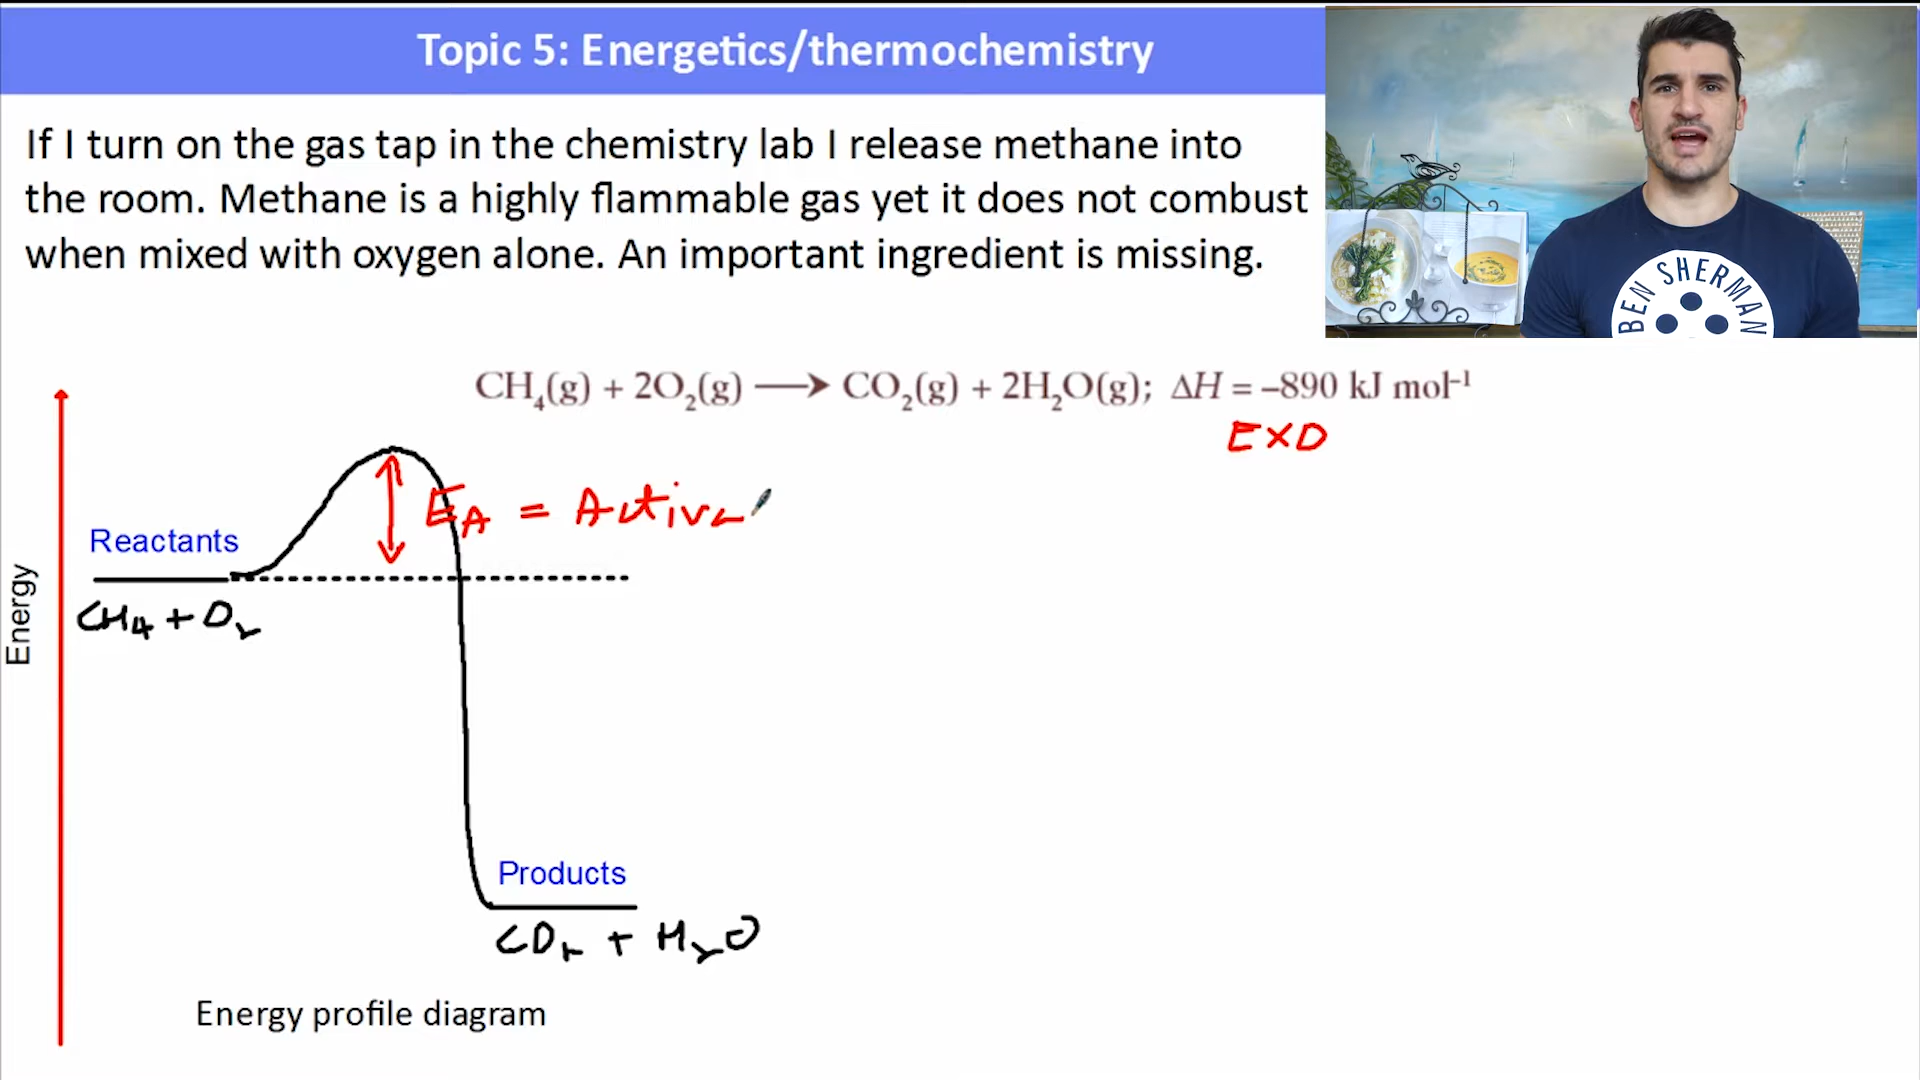 Topic 5: Energetics/thermochemistry
If I turn on the gas tap in the chemistry lab I release methane into
the room. Methane is a highly flammable gas yet it does not combust
when mixed with oxygen alone. An important ingredient is missing.
BEN SHERMAN
CH₄(g) + 2O₂(g) ⟶ CO₂(g) + 2H₂O(g); ΔH = –890 kJ mol⁻¹
EXO
E_A = Activa
Reactants
CH₄ + O₂
Energy
Products
CO₂ + H₂O
Energy profile diagram